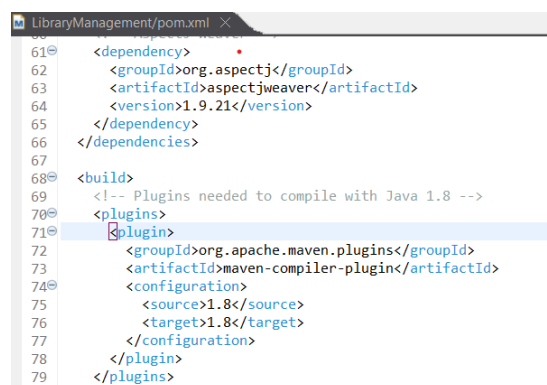 LibraryManagement/pom.xml
60
61 <dependency>
62 <groupId>org.aspectj</groupId>
63 <artifactId>aspectjweaver</artifactId>
64 <version>1.9.21</version>
65 </dependency>
66 </dependencies>
67
68 <build>
69 <!-- Plugins needed to compile with Java 1.8 -->
70 <plugins>
71 <plugin>
72 <groupId>org.apache.maven.plugins</groupId>
73 <artifactId>maven-compiler-plugin</artifactId>
74 <configuration>
75 <source>1.8</source>
76 <target>1.8</target>
77 </configuration>
78 </plugin>
79 </plugins>